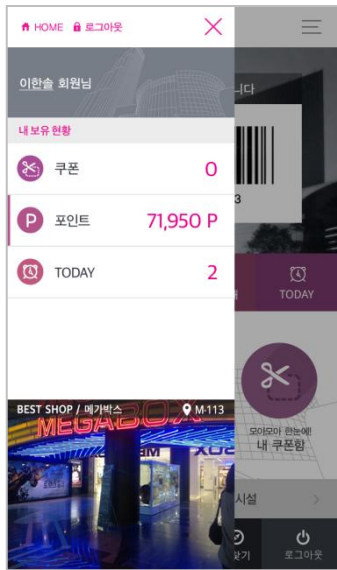 HOME 로그아웃
이한솔 회원님
내 보유 현황
쿠폰 0
P 포인트 71,950 P
TODAY 2
BEST SHOP / 메가박스 M-113
MEGABOX
니다
3
TODAY
모아모아 한눈에!
내 쿠폰함
시설
찾기
로그아웃